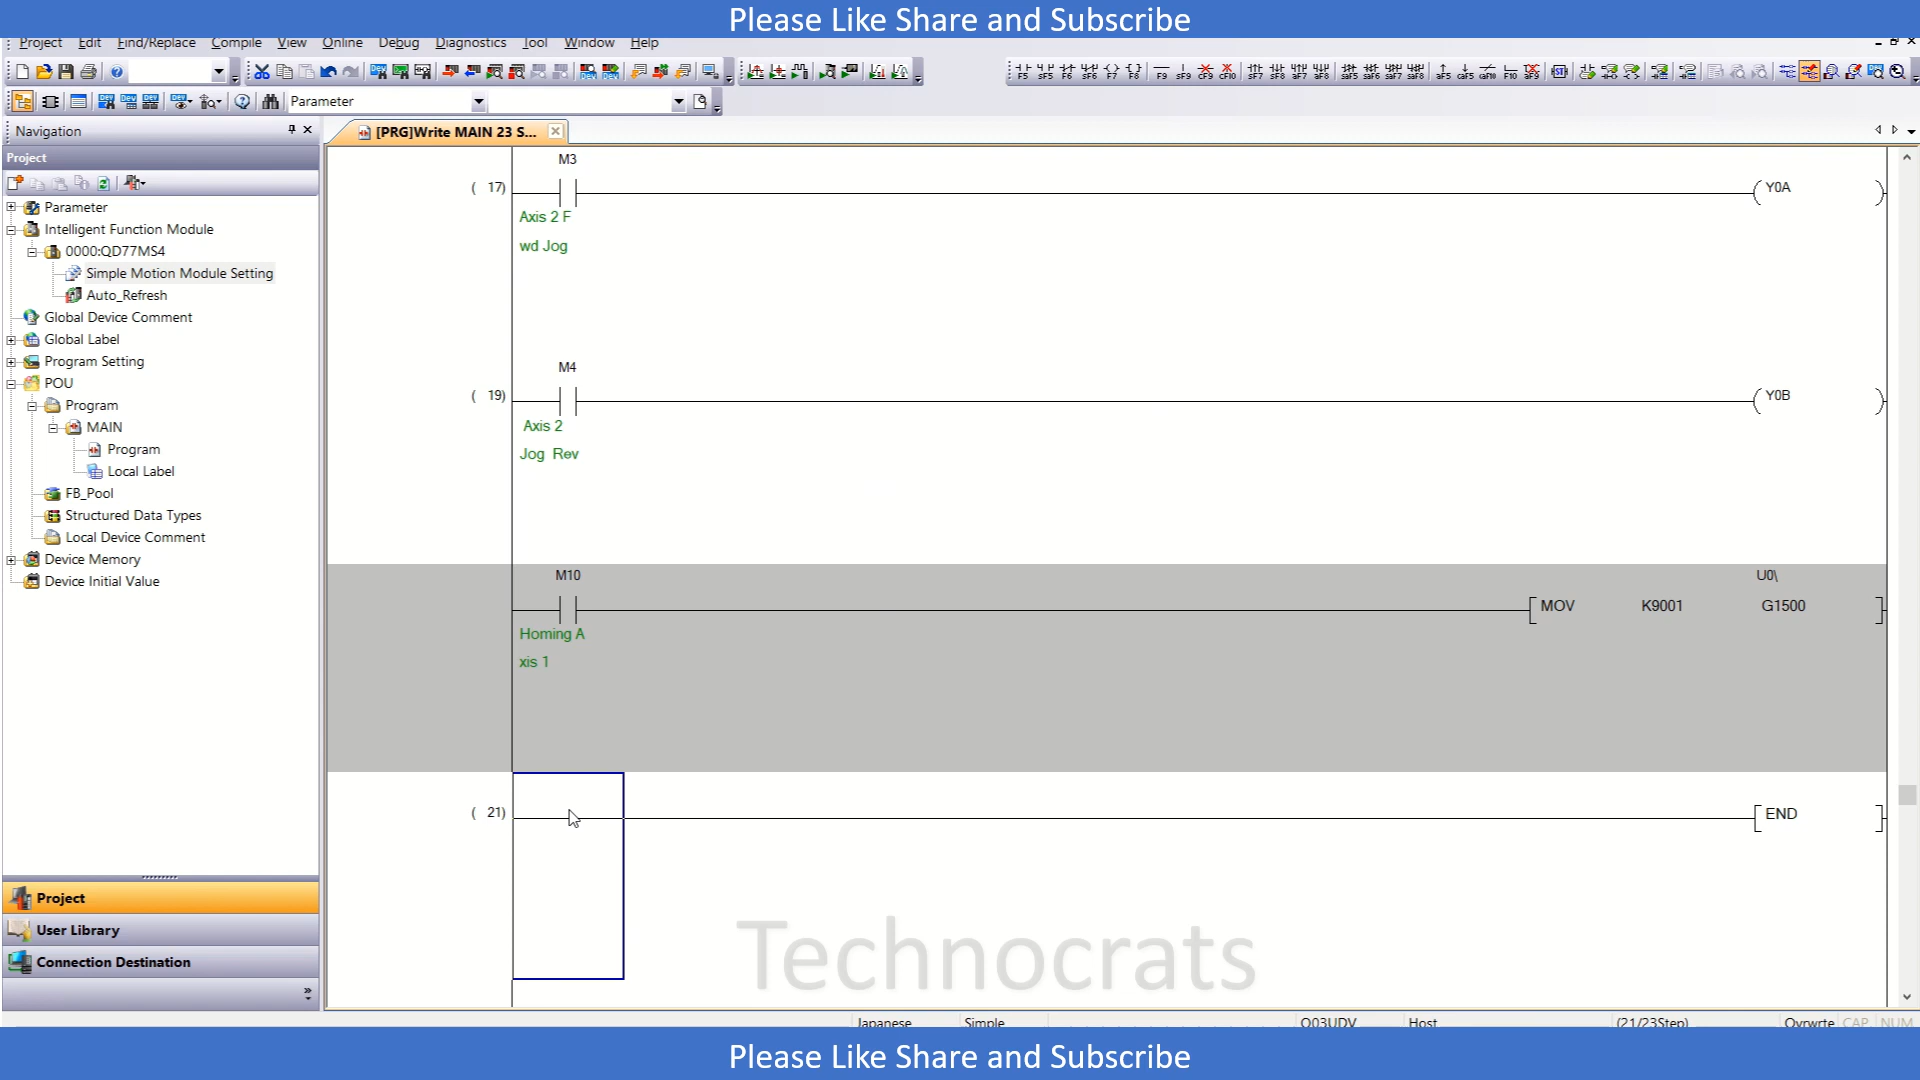 Please Like Share and Subscribe
Project Edit Find/Replace Compile View Online Debug Diagnostics Tool Window Help
Parameter
Navigation
[PRG]Write MAIN 23 S...
Project
Parameter
Intelligent Function Module
0000:QD77MS4
Simple Motion Module Setting
Auto_Refresh
Global Device Comment
Global Label
Program Setting
POU
Program
MAIN
Program
Local Label
FB_Pool
Structured Data Types
Local Device Comment
Device Memory
Device Initial Value
Project
User Library
Connection Destination
M3
( 17)
Y0A
Axis 2 F
wd Jog
M4
( 19)
Y0B
Axis 2
Jog Rev
M10
U0\
MOV K9001 G1500
Homing A
xis 1
( 21)
END
Technocrats
Japanese Simple Q03UDV Host (21/23Step) Ovrwrte CAP NUM
Please Like Share and Subscribe